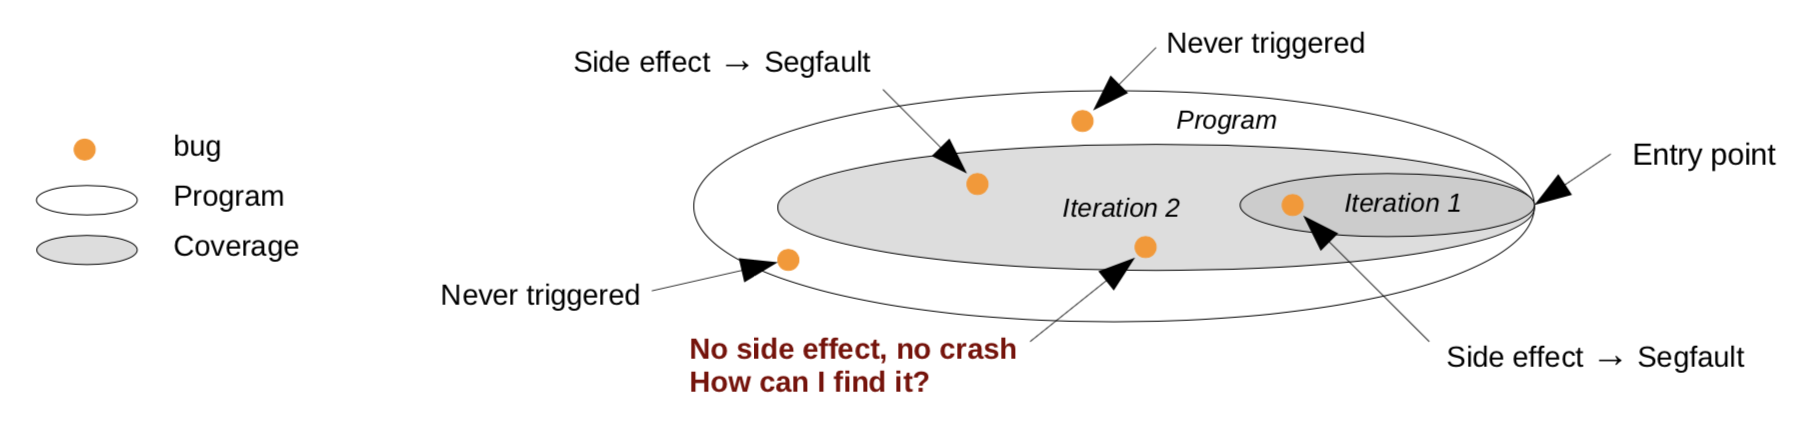 Never triggered
Side effect → Segfault
bug
Program
Coverage
Program
Entry point
Iteration 2
Iteration 1
Never triggered
No side effect, no crash
How can I find it?
Side effect → Segfault